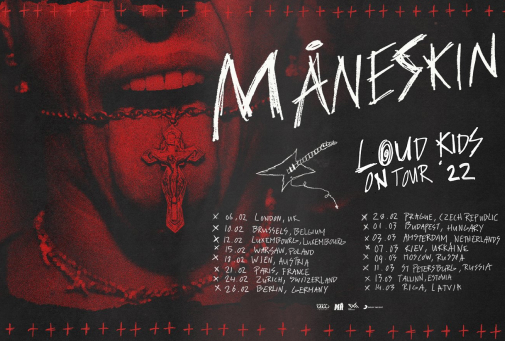 MÅNESKIN
LOUD KIDS
ON TOUR '22
X 06.02 LONDON, UK
X 10.02 BRUSSELS, BELGIUM
X 12.02 LUXEMBOURG, LUXEMBOURG
X 15.02 WARSAW, POLAND
X 18.02 WIEN, AUSTRIA
X 21.02 PARIS, FRANCE
X 24.02 ZURICH, SWIZERLAND
X 26.02 BERLIN, GERMANY
X 28.02 PRAGUE, CZECH REPUBLIC
X 01.03 BUDAPEST, HUNGARY
X 03.03 AMSTERDAM, NETHERLANDS
X 07.03 KIEV, UKRAINE
X 09.03 MOSCOW, RUSSIA
X 11.03 ST PETERSBURG, RUSSIA
X 13.03 TALLINN, ESTONIA
X 14.03 RIGA, LATVIA